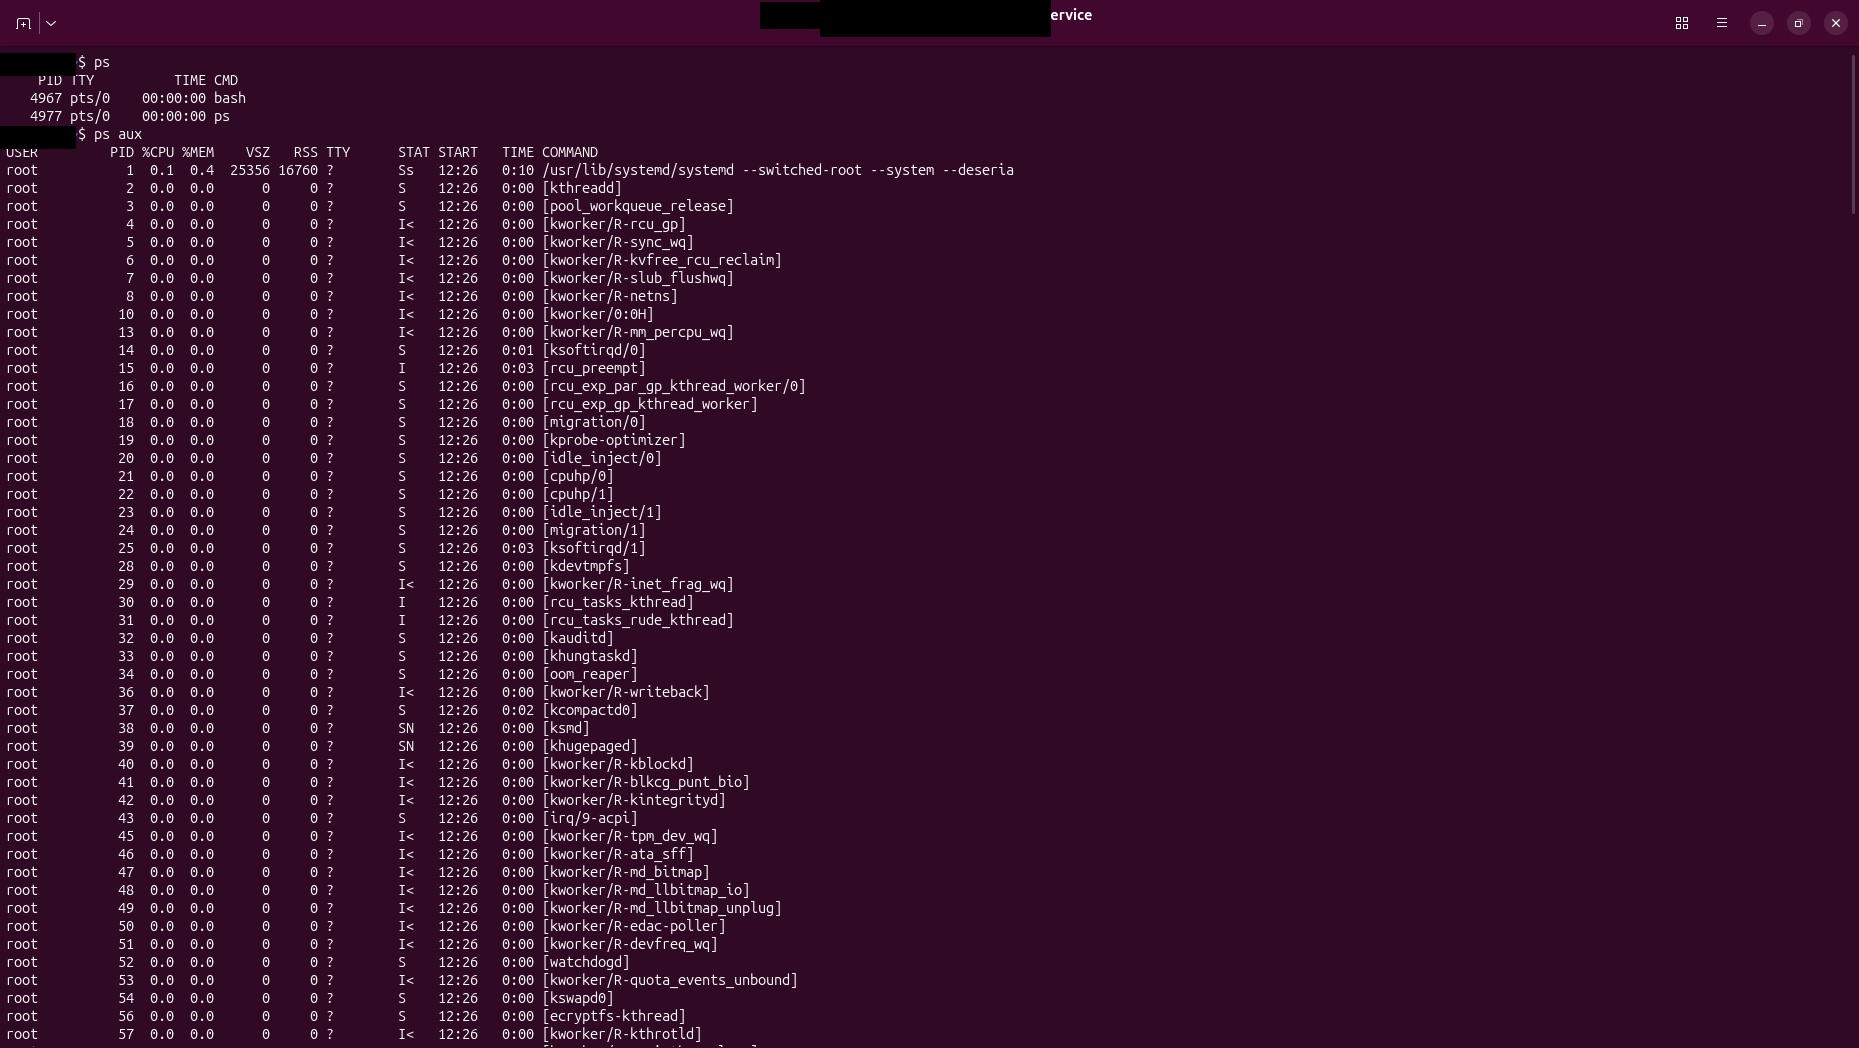 ervice
$ ps
PID TTY          TIME CMD
4967 pts/0    00:00:00 bash
4977 pts/0    00:00:00 ps
$ ps aux
USER         PID %CPU %MEM    VSZ   RSS TTY      STAT START   TIME COMMAND
root           1  0.1  0.4  25356 16760 ?        Ss   12:26   0:10 /usr/lib/systemd/systemd --switched-root --system --deseria
root           2  0.0  0.0      0     0 ?        S    12:26   0:00 [kthreadd]
root           3  0.0  0.0      0     0 ?        S    12:26   0:00 [pool_workqueue_release]
root           4  0.0  0.0      0     0 ?        I<   12:26   0:00 [kworker/R-rcu_gp]
root           5  0.0  0.0      0     0 ?        I<   12:26   0:00 [kworker/R-sync_wq]
root           6  0.0  0.0      0     0 ?        I<   12:26   0:00 [kworker/R-kvfree_rcu_reclaim]
root           7  0.0  0.0      0     0 ?        I<   12:26   0:00 [kworker/R-slub_flushwq]
root           8  0.0  0.0      0     0 ?        I<   12:26   0:00 [kworker/R-netns]
root          10  0.0  0.0      0     0 ?        I<   12:26   0:00 [kworker/0:0H]
root          13  0.0  0.0      0     0 ?        I<   12:26   0:00 [kworker/R-mm_percpu_wq]
root          14  0.0  0.0      0     0 ?        S    12:26   0:01 [ksoftirqd/0]
root          15  0.0  0.0      0     0 ?        I    12:26   0:03 [rcu_preempt]
root          16  0.0  0.0      0     0 ?        S    12:26   0:00 [rcu_exp_par_gp_kthread_worker/0]
root          17  0.0  0.0      0     0 ?        S    12:26   0:00 [rcu_exp_gp_kthread_worker]
root          18  0.0  0.0      0     0 ?        S    12:26   0:00 [migration/0]
root          19  0.0  0.0      0     0 ?        S    12:26   0:00 [kprobe-optimizer]
root          20  0.0  0.0      0     0 ?        S    12:26   0:00 [idle_inject/0]
root          21  0.0  0.0      0     0 ?        S    12:26   0:00 [cpuhp/0]
root          22  0.0  0.0      0     0 ?        S    12:26   0:00 [cpuhp/1]
root          23  0.0  0.0      0     0 ?        S    12:26   0:00 [idle_inject/1]
root          24  0.0  0.0      0     0 ?        S    12:26   0:00 [migration/1]
root          25  0.0  0.0      0     0 ?        S    12:26   0:03 [ksoftirqd/1]
root          28  0.0  0.0      0     0 ?        S    12:26   0:00 [kdevtmpfs]
root          29  0.0  0.0      0     0 ?        I<   12:26   0:00 [kworker/R-inet_frag_wq]
root          30  0.0  0.0      0     0 ?        I    12:26   0:00 [rcu_tasks_kthread]
root          31  0.0  0.0      0     0 ?        I    12:26   0:00 [rcu_tasks_rude_kthread]
root          32  0.0  0.0      0     0 ?        S    12:26   0:00 [kauditd]
root          33  0.0  0.0      0     0 ?        S    12:26   0:00 [khungtaskd]
root          34  0.0  0.0      0     0 ?        S    12:26   0:00 [oom_reaper]
root          36  0.0  0.0      0     0 ?        I<   12:26   0:00 [kworker/R-writeback]
root          37  0.0  0.0      0     0 ?        S    12:26   0:02 [kcompactd0]
root          38  0.0  0.0      0     0 ?        SN   12:26   0:00 [ksmd]
root          39  0.0  0.0      0     0 ?        SN   12:26   0:00 [khugepaged]
root          40  0.0  0.0      0     0 ?        I<   12:26   0:00 [kworker/R-kblockd]
root          41  0.0  0.0      0     0 ?        I<   12:26   0:00 [kworker/R-blkcg_punt_bio]
root          42  0.0  0.0      0     0 ?        I<   12:26   0:00 [kworker/R-kintegrityd]
root          43  0.0  0.0      0     0 ?        S    12:26   0:00 [irq/9-acpi]
root          45  0.0  0.0      0     0 ?        I<   12:26   0:00 [kworker/R-tpm_dev_wq]
root          46  0.0  0.0      0     0 ?        I<   12:26   0:00 [kworker/R-ata_sff]
root          47  0.0  0.0      0     0 ?        I<   12:26   0:00 [kworker/R-md_bitmap]
root          48  0.0  0.0      0     0 ?        I<   12:26   0:00 [kworker/R-md_llbitmap_io]
root          49  0.0  0.0      0     0 ?        I<   12:26   0:00 [kworker/R-md_llbitmap_unplug]
root          50  0.0  0.0      0     0 ?        I<   12:26   0:00 [kworker/R-edac-poller]
root          51  0.0  0.0      0     0 ?        I<   12:26   0:00 [kworker/R-devfreq_wq]
root          52  0.0  0.0      0     0 ?        S    12:26   0:00 [watchdogd]
root          53  0.0  0.0      0     0 ?        I<   12:26   0:00 [kworker/R-quota_events_unbound]
root          54  0.0  0.0      0     0 ?        S    12:26   0:00 [kswapd0]
root          56  0.0  0.0      0     0 ?        S    12:26   0:00 [ecryptfs-kthread]
root          57  0.0  0.0      0     0 ?        I<   12:26   0:00 [kworker/R-kthrotld]